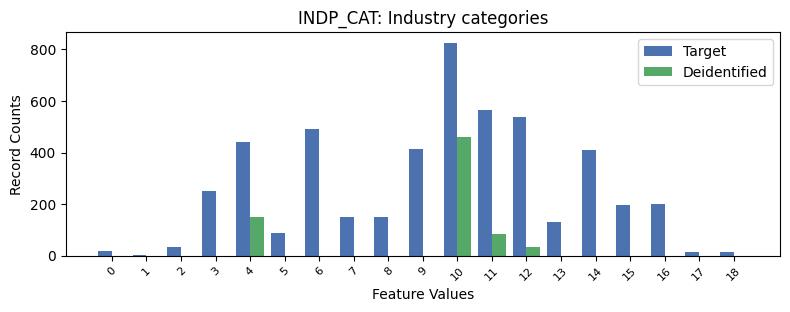 INDP_CAT: Industry categories
Target
Deidentified
Record Counts
800
600
400
200
0
0 1 2 3 4 5 6 7 8 9 10 11 12 13 14 15 16 17 18
Feature Values